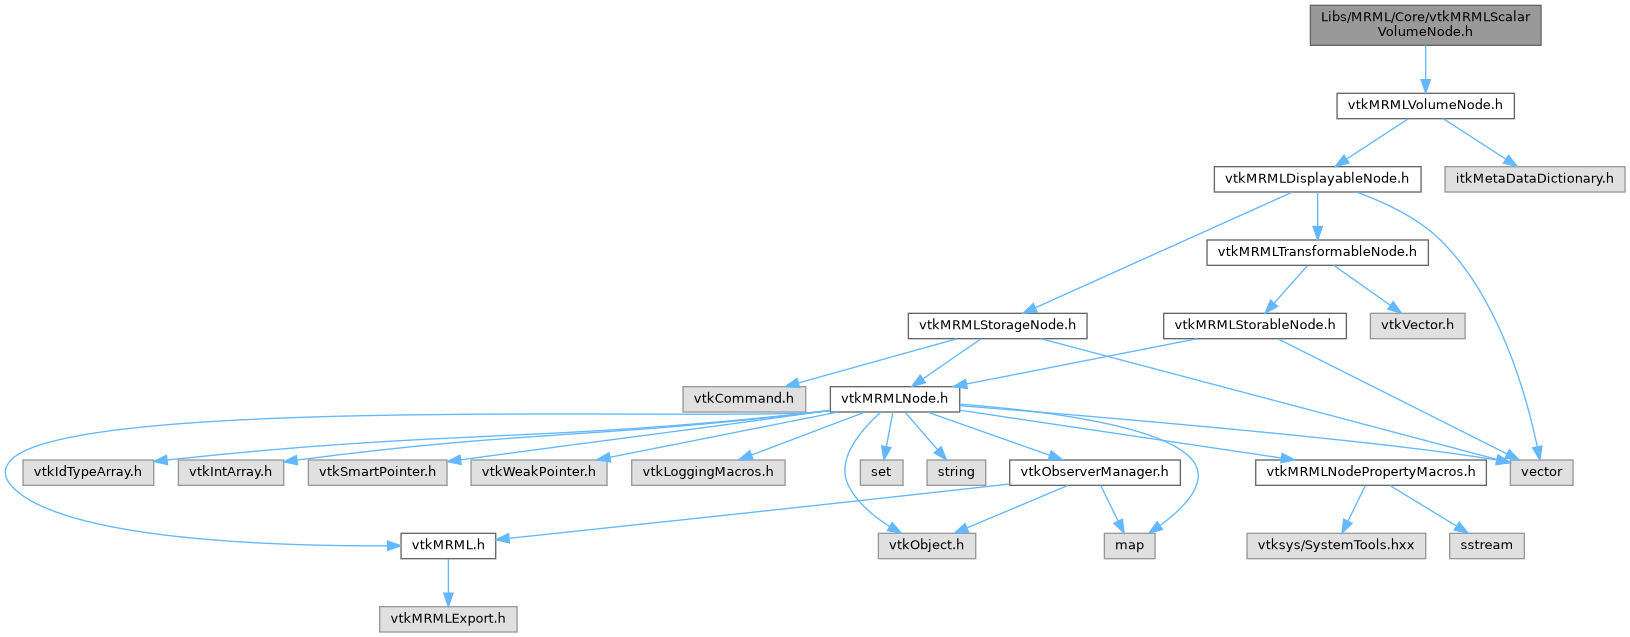 Libs/MRML/Core/vtkMRMLScalar
VolumeNode.h
vtkMRMLVolumeNode.h
vtkMRMLDisplayableNode.h
itkMetaDataDictionary.h
vtkMRMLTransformableNode.h
vtkMRMLStorageNode.h
vtkMRMLStorableNode.h
vtkVector.h
vtkCommand.h
vtkMRMLNode.h
vtkIdTypeArray.h
vtkIntArray.h
vtkSmartPointer.h
vtkWeakPointer.h
vtkLoggingMacros.h
set
string
vtkObserverManager.h
vtkMRMLNodePropertyMacros.h
vector
vtkMRML.h
vtkObject.h
map
vtksys/SystemTools.hxx
sstream
vtkMRMLExport.h